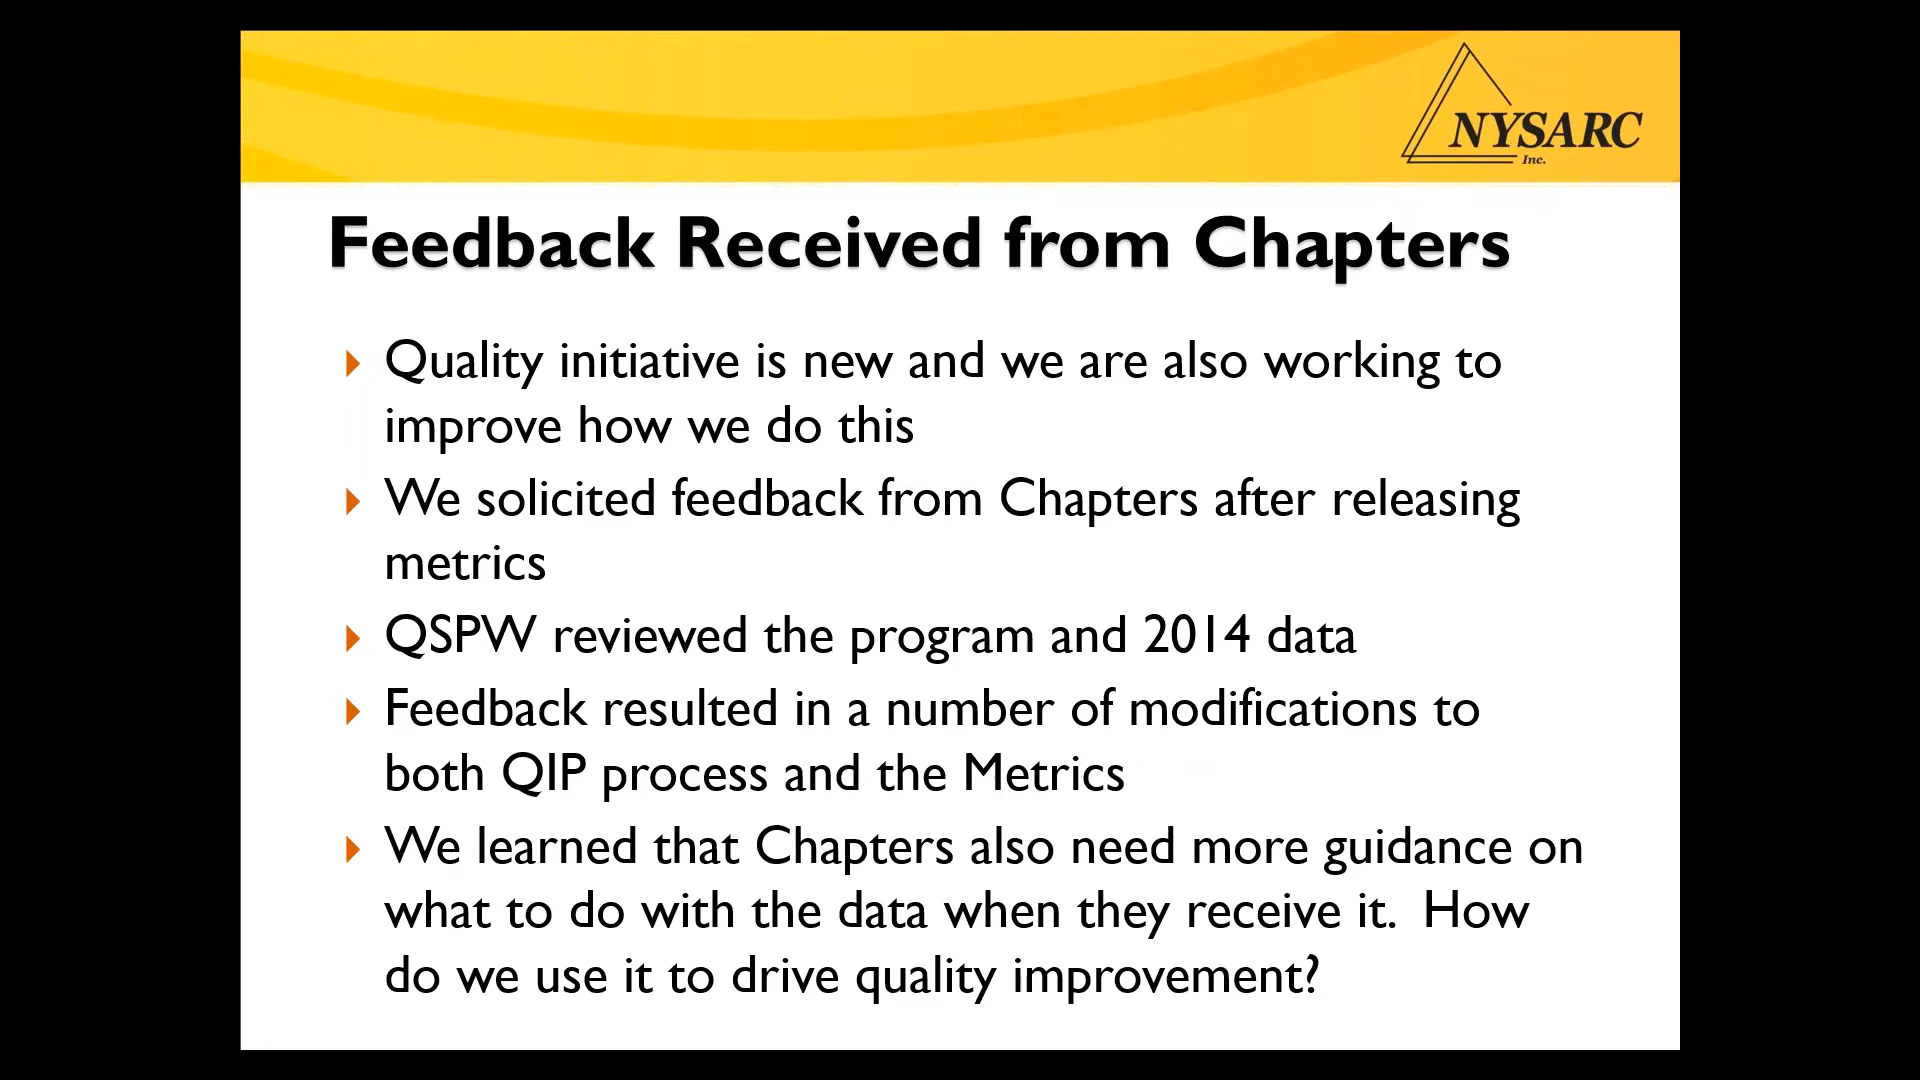 NYSARC
Inc.
Feedback Received from Chapters
Quality initiative is new and we are also working to
improve how we do this
We solicited feedback from Chapters after releasing
metrics
QSPW reviewed the program and 2014 data
Feedback resulted in a number of modifications to
both QIP process and the Metrics
We learned that Chapters also need more guidance on
what to do with the data when they receive it.  How
do we use it to drive quality improvement?